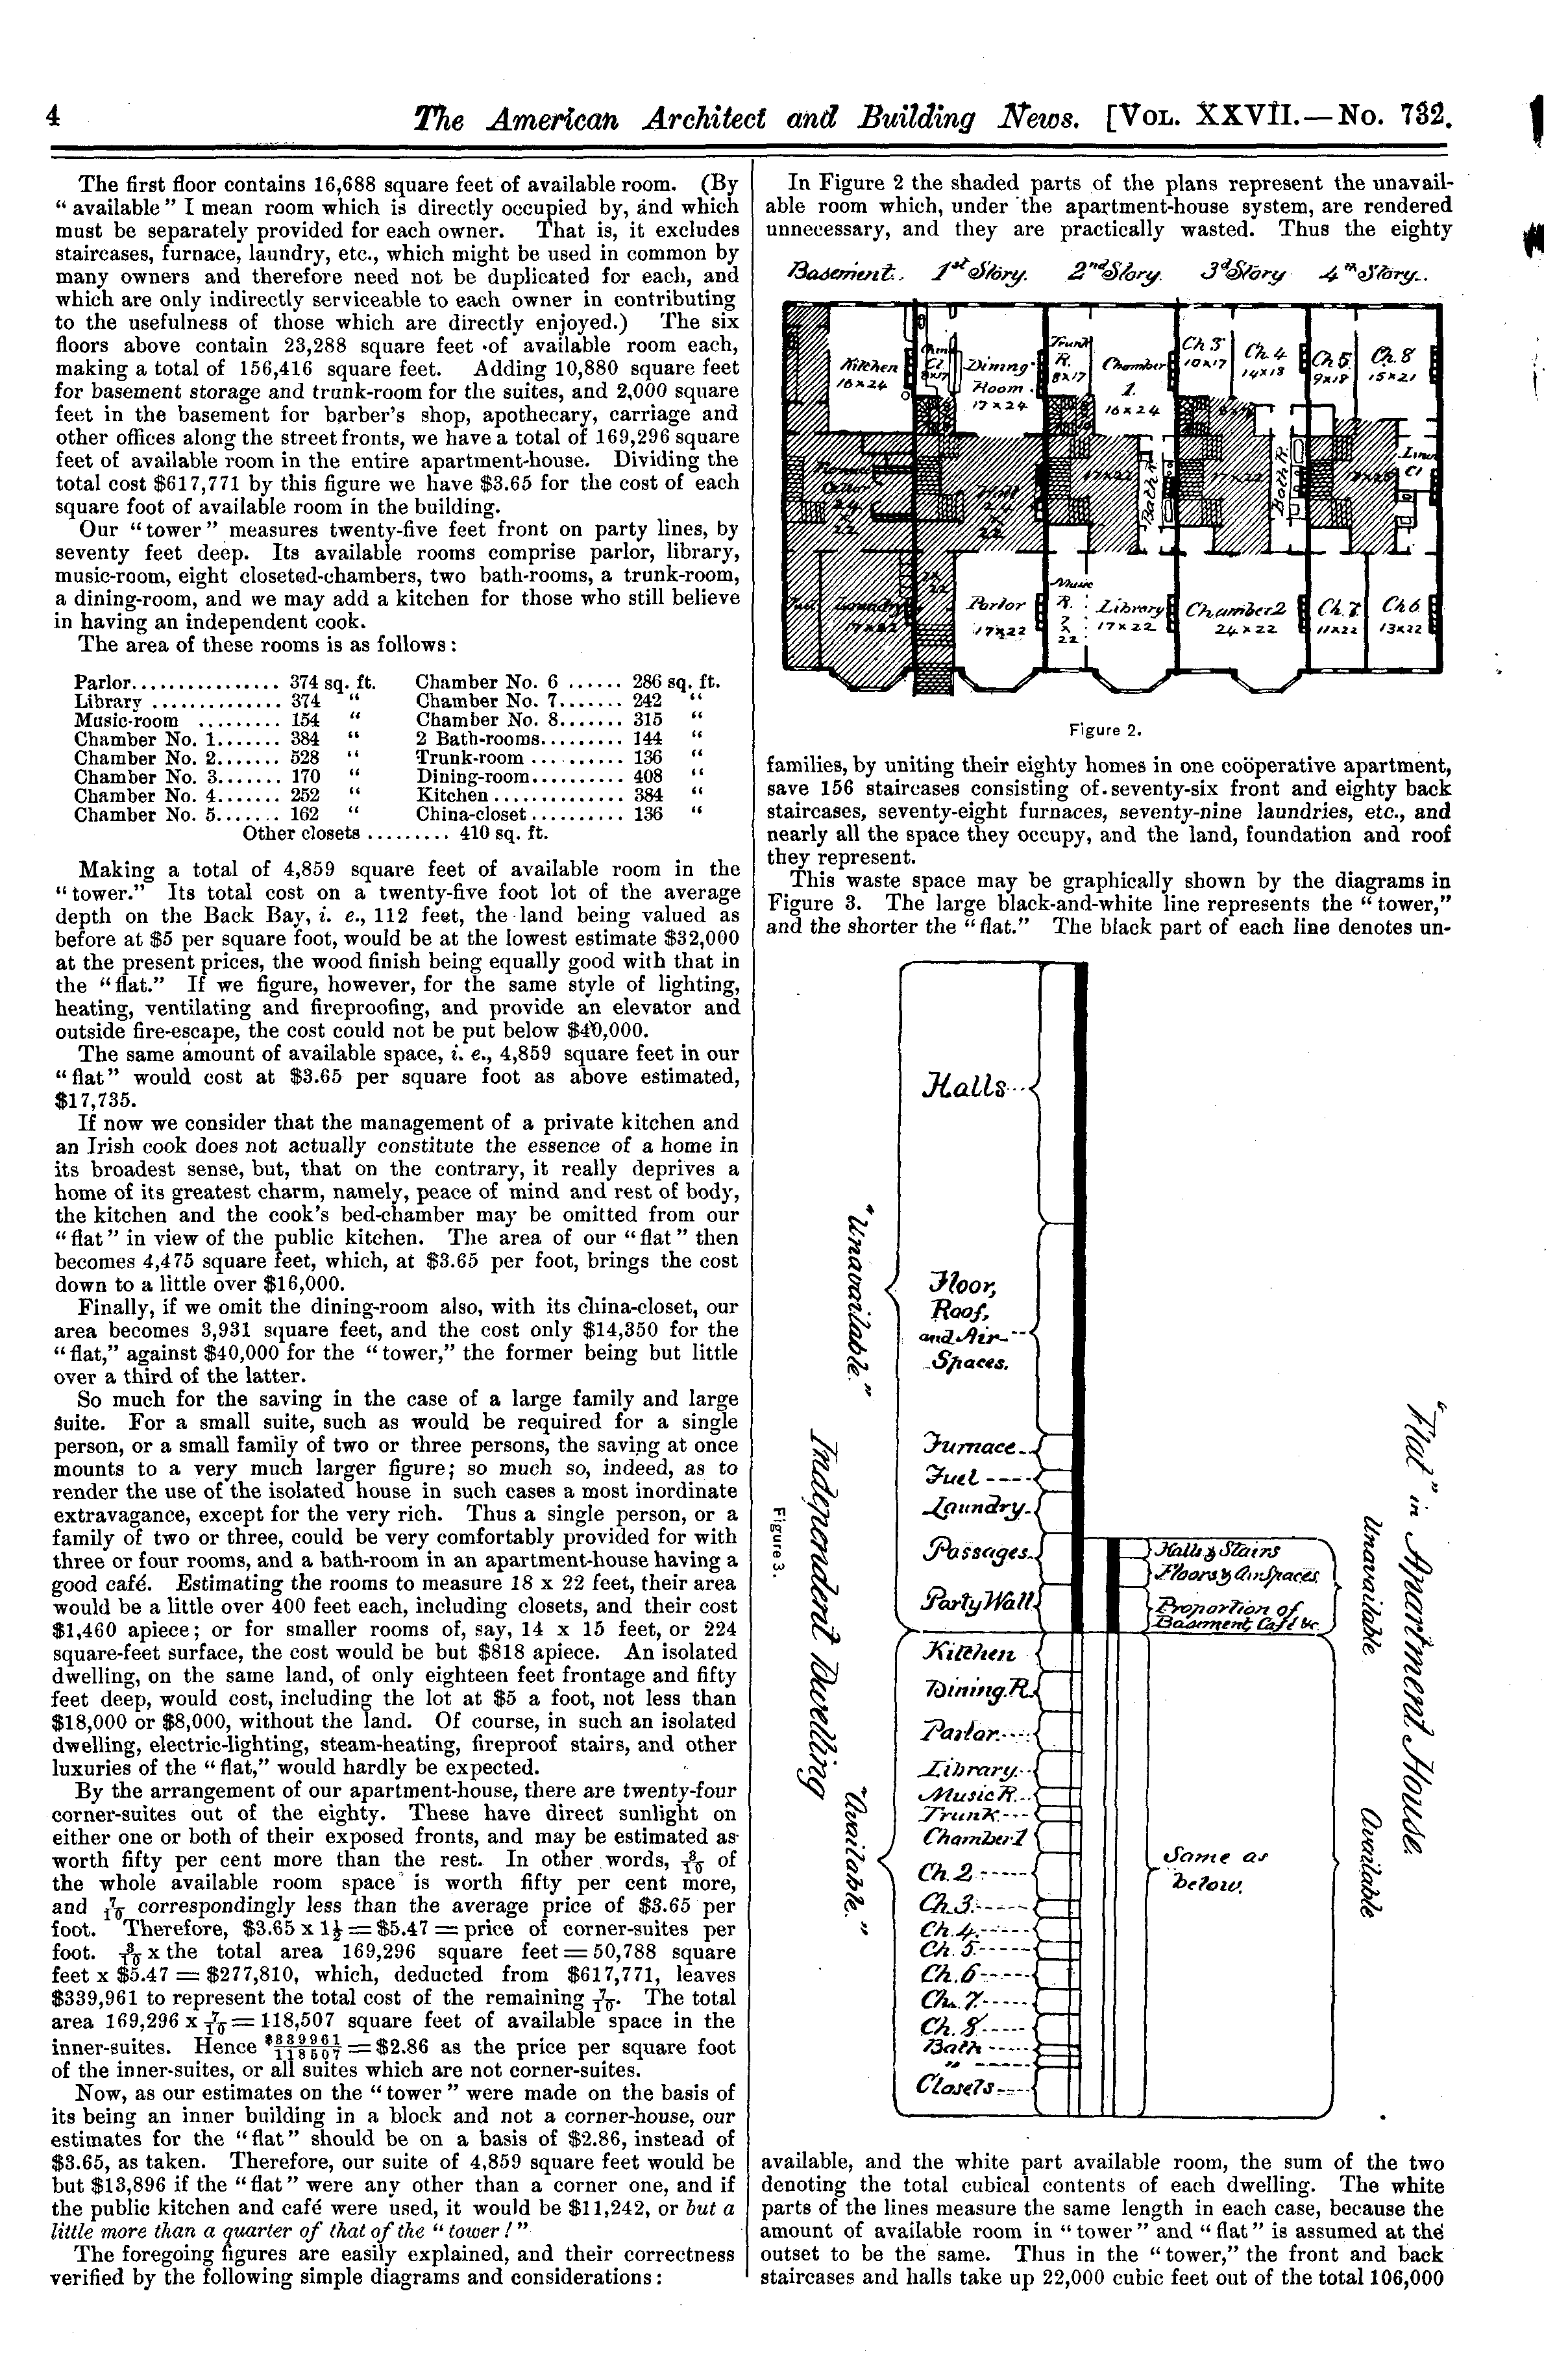 4 The American Architect and Building News. [VOL. XXVII.—No. 732.
The first floor contains 16,688 square feet of available room. (By
“ available ” I mean room which is directly occupied by, and which
must be separately provided for each owner. That is, it excludes
staircases, furnace, laundry, etc., which might be used in common by
many owners and therefore need not be duplicated for each, and
which are only indirectly serviceable to each owner in contributing
to the usefulness of those which are directly enjoyed.) The six
floors above contain 23,288 square feet of available room each,
making a total of 156,416 square feet. Adding 10,880 square feet
for basement storage and trunk-room for the suites, and 2,000 square
feet in the basement for barber's shop, apothecary, carriage and
other offices along the street fronts, we have a total of 169,296 square
feet of available room in the entire apartment-house. Dividing the
total cost $617,771 by this figure we have $3.65 for the cost of each
square foot of available room in the building.
Our “ tower ” measures twenty-five feet front on party lines, by
seventy feet deep. Its available rooms comprise parlor, library,
music-room, eight closeted-chambers, two bath-rooms, a trunk-room,
a dining-room, and we may add a kitchen for those who still believe
in having an independent cook.
The area of these rooms is as follows :
Parlor................ 374 sq. ft. Chamber No. 6 ...... 286 sq. ft.
Library .............. 374 “ Chamber No. 7....... 242 “
Music-room ......... 154 “ Chamber No. 8....... 315 “
Chamber No. 1....... 384 “ 2 Bath-rooms......... 144 “
Chamber No. 2....... 528 “ Trunk-room .......... 136 “
Chamber No. 3....... 170 “ Dining-room.......... 408 “
Chamber No. 4....... 252 “ Kitchen .............. 384 “
Chamber No. 5....... 162 “ China-closet.......... 136 “
Other closets ......... 410 sq. ft.
Making a total of 4,859 square feet of available room in the
“ tower.” Its total cost on a twenty-five foot lot of the average
depth on the Back Bay, i. e., 112 feet, the land being valued as
before at $5 per square foot, would be at the lowest estimate $32,000
at the present prices, the wood finish being equally good with that in
the “ flat.” If we figure, however, for the same style of lighting,
heating, ventilating and fireproofing, and provide an elevator and
outside fire-escape, the cost could not be put below $40,000.
The same amount of available space, i. e., 4,859 square feet in our
“ flat ” would cost at $3.65 per square foot as above estimated,
$17,735.
If now we consider that the management of a private kitchen and
an Irish cook does not actually constitute the essence of a home in
its broadest sense, but, that on the contrary, it really deprives a
home of its greatest charm, namely, peace of mind and rest of body,
the kitchen and the cook's bed-chamber may be omitted from our
“ flat ” in view of the public kitchen. The area of our “ flat ” then
becomes 4,475 square feet, which, at $3.65 per foot, brings the cost
down to a little over $16,000.
Finally, if we omit the dining-room also, with its china-closet, our
area becomes 3,931 square feet, and the cost only $14,350 for the
“ flat,” against $40,000 for the “ tower,” the former being but little
over a third of the latter.
So much for the saving in the case of a large family and large
suite. For a small suite, such as would be required for a single
person, or a small family of two or three persons, the saving at once
mounts to a very much larger figure; so much so, indeed, as to
render the use of the isolated house in such cases a most inordinate
extravagance, except for the very rich. Thus a single person, or a
family of two or three, could be very comfortably provided for with
three or four rooms, and a bath-room in an apartment-house having a
good café. Estimating the rooms to measure 18 x 22 feet, their area
would be a little over 400 feet each, including closets, and their cost
$1,460 apiece; or for smaller rooms of, say, 14 x 15 feet, or 224
square-feet surface, the cost would be but $818 apiece. An isolated
dwelling, on the same land, of only eighteen feet frontage and fifty
feet deep, would cost, including the lot at $5 a foot, not less than
$18,000 or $8,000, without the land. Of course, in such an isolated
dwelling, electric-lighting, steam-heating, fireproof stairs, and other
luxuries of the “ flat,” would hardly be expected.
By the arrangement of our apartment-house, there are twenty-four
corner-suites out of the eighty. These have direct sunlight on
either one or both of their exposed fronts, and may be estimated as
worth fifty per cent more than the rest. In other words, 3/10 of
the whole available room space is worth fifty per cent more,
and 7/10 correspondingly less than the average price of $3.65 per
foot. Therefore, $3.65 x 1½ = $5.47 = price of corner-suites per
foot. 3/10 x the total area 169,296 square feet = 50,788 square
feet x $5.47 = $277,810, which, deducted from $617,771, leaves
$339,961 to represent the total cost of the remaining 7/10. The total
area 169,296 x 7/10 = 118,507 square feet of available space in the
inner-suites. Hence $339961/118507 = $2.86 as the price per square foot
of the inner-suites, or all suites which are not corner-suites.
Now, as our estimates on the “ tower ” were made on the basis of
its being an inner building in a block and not a corner-house, our
estimates for the “ flat ” should be on a basis of $2.86, instead of
$3.65, as taken. Therefore, our suite of 4,859 square feet would be
but $13,896 if the “ flat ” were any other than a corner one, and if
the public kitchen and café were used, it would be $11,242, or but a
little more than a quarter of that of the “ tower ! ”
The foregoing figures are easily explained, and their correctness
verified by the following simple diagrams and considerations :
In Figure 2 the shaded parts of the plans represent the unavail-
able room which, under the apartment-house system, are rendered
unnecessary, and they are practically wasted. Thus the eighty
Basement. 1st Story. 2nd Story. 3d Story 4th Story.
Kitchen
16 x 24
China
Cl
8x17
Dining
Room
17 x 24
Trunk
R.
8x17
Chamber
1.
16 x 24
Ch 3
10x17
Ch. 4
14x18
Ch 5
9x18
Ch. 8
15x21
Hall
22
17x22
Bath R.
17x22
Bath R.
Linen
Cl
Fuel
Laundry
17x22
Parlor
17x22
Music
R.
7
x
22
Library
17x22
Chamber 2
24x22
Ch. 7
11x22
Ch 6
13x22
Figure 2.
families, by uniting their eighty homes in one coöperative apartment,
save 156 staircases consisting of seventy-six front and eighty back
staircases, seventy-eight furnaces, seventy-nine laundries, etc., and
nearly all the space they occupy, and the land, foundation and roof
they represent.
This waste space may be graphically shown by the diagrams in
Figure 3. The large black-and-white line represents the “ tower,”
and the shorter the “ flat.” The black part of each line denotes un-
Figure 3.
Independent Dwelling
“Unavailable.”
Halls
Floor,
Roof,
and Air
Spaces.
Furnace
Fuel
Laundry.
Passages.
Party Wall
“Available.”
Kitchen
Dining. R.
Parlor.
Library.
Music R.
Trunk
Chamber 1
Ch. 2.
Ch. 3.
Ch. 4.
Ch. 5.
Ch. 6
Ch. 7.
Ch. 8.
Bath
”
Closets
“Flat” in Apartment House.
Unavailable
Halls & Stairs
Floors & Air Spaces
Proportion of
Basement, Café &c.
Available
Same as
below.
available, and the white part available room, the sum of the two
denoting the total cubical contents of each dwelling. The white
parts of the lines measure the same length in each case, because the
amount of available room in “ tower ” and “ flat ” is assumed at the
outset to be the same. Thus in the “ tower,” the front and back
staircases and halls take up 22,000 cubic feet out of the total 106,000